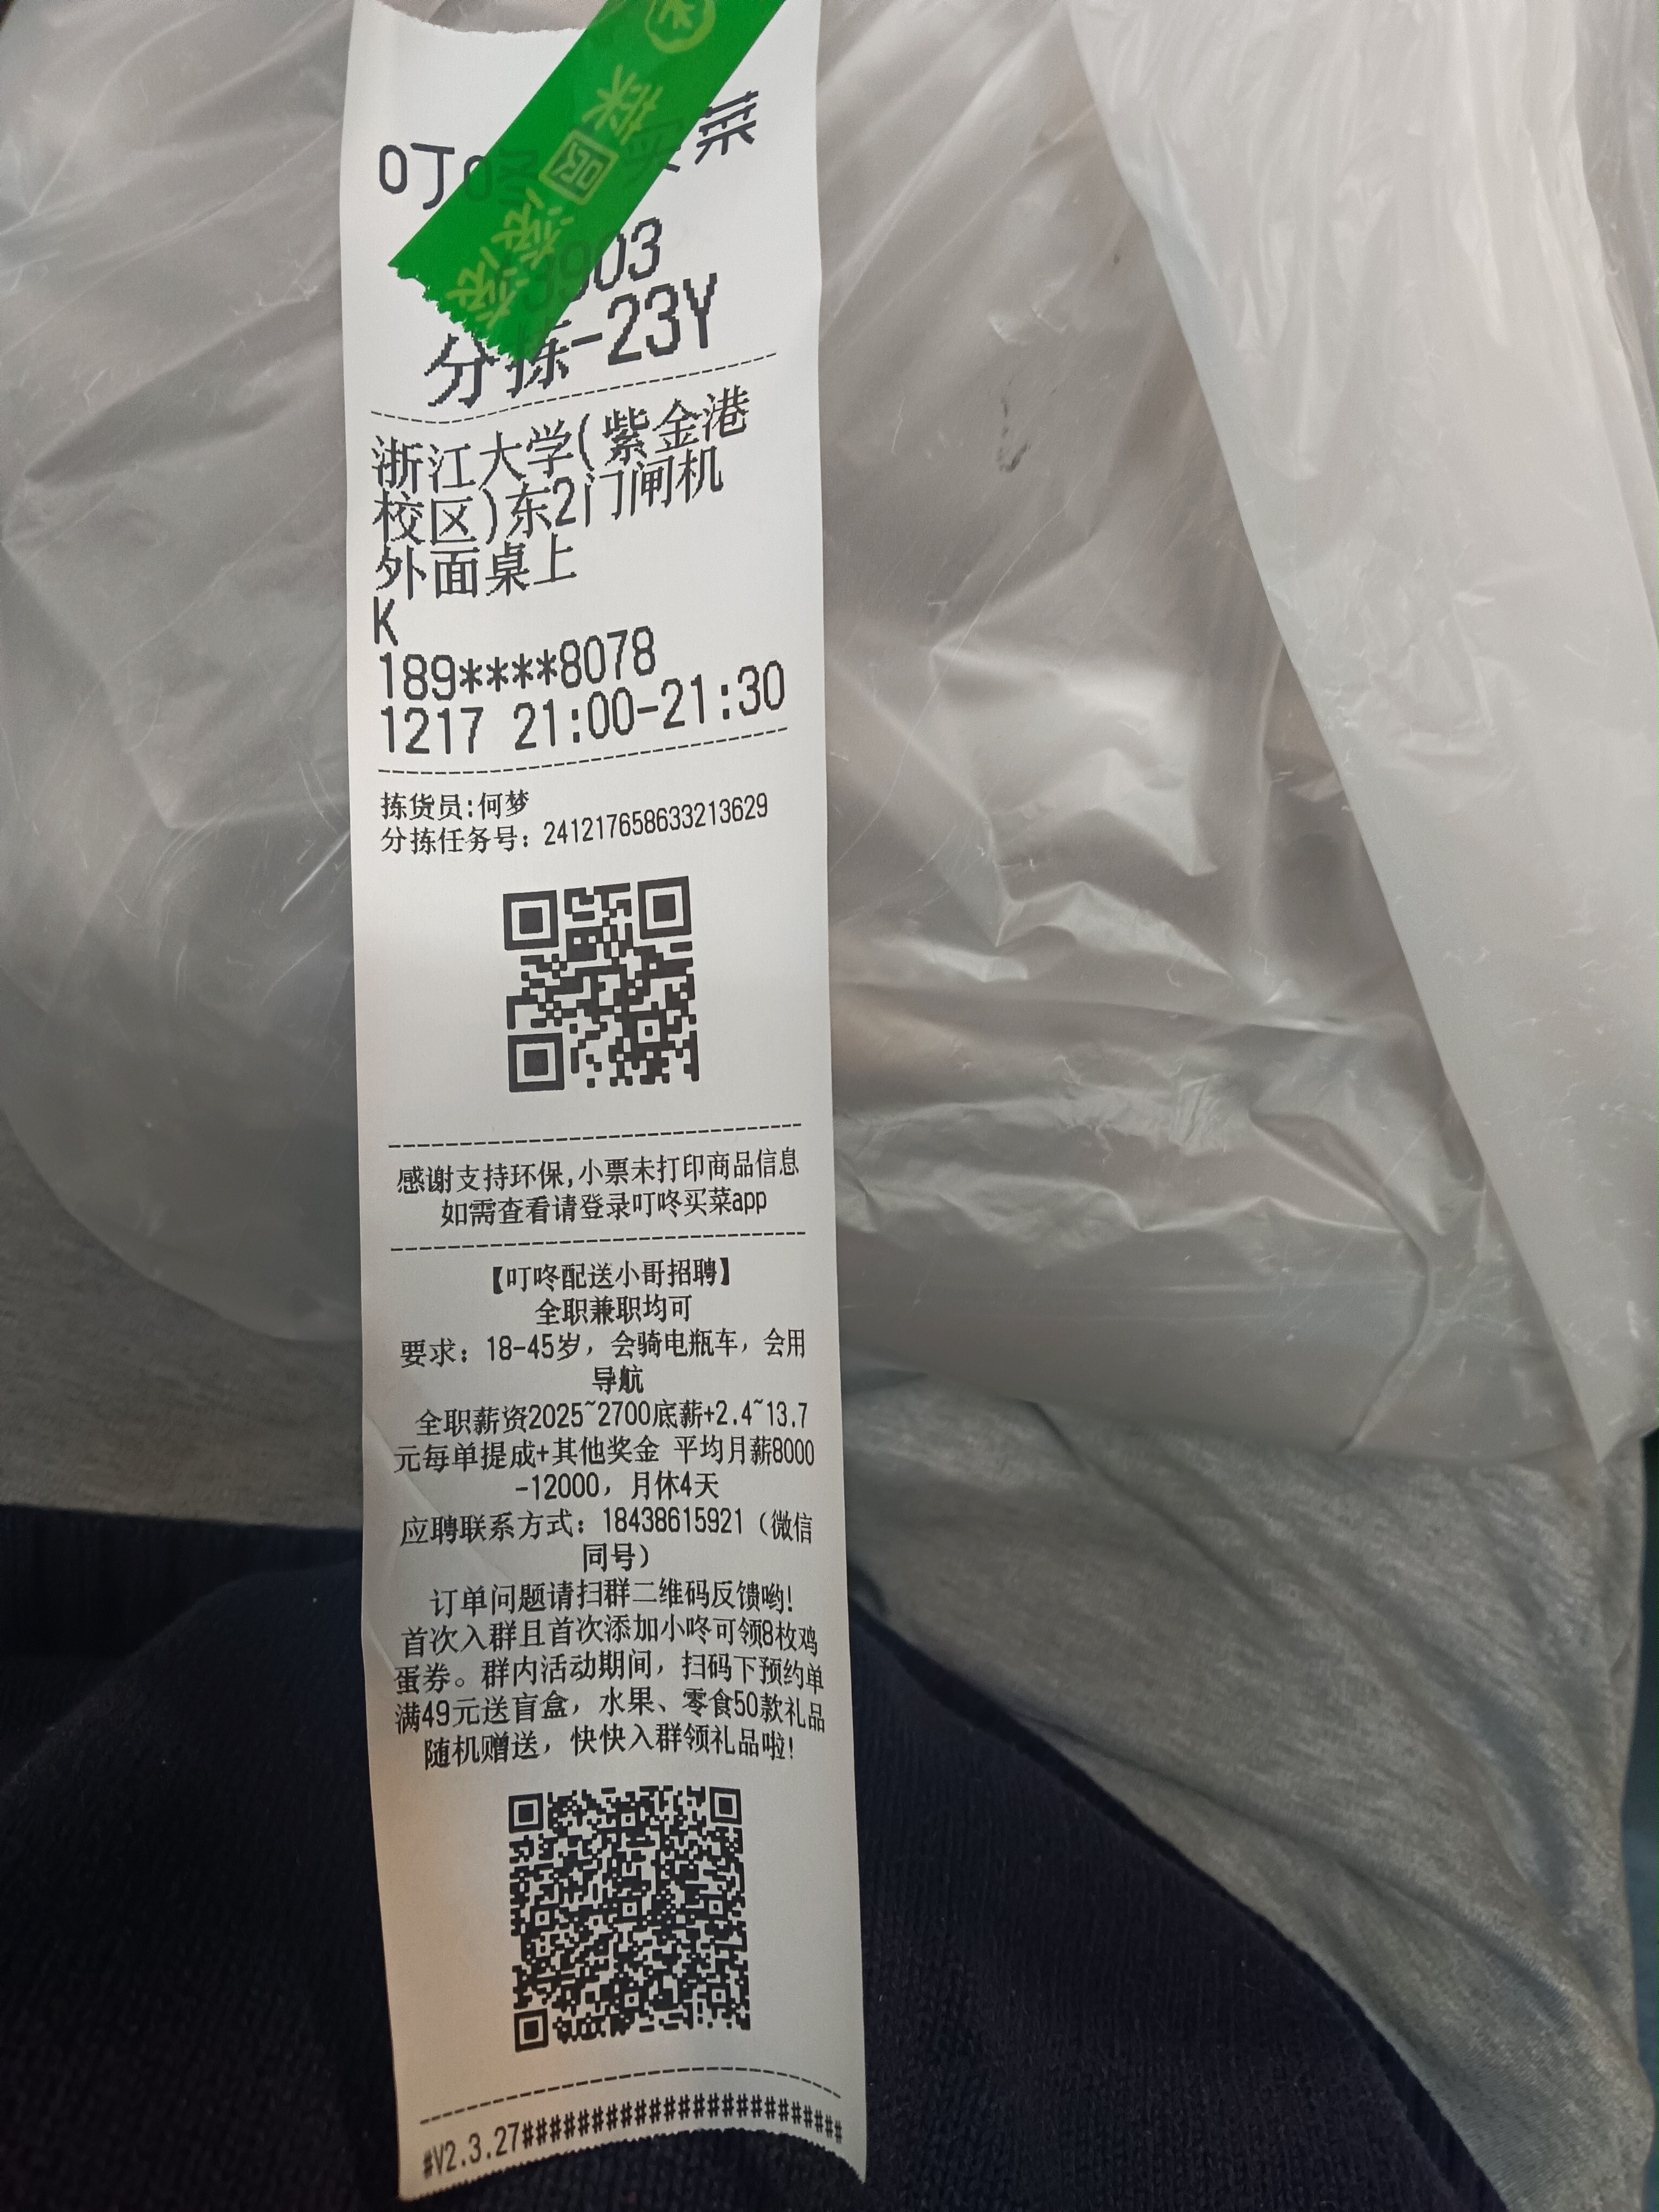 叮咚买菜
3903
分拣-23Y
浙江大学(紫金港
校区)东2门闸机
外面桌上
K
189****8078
1217 21:00-21:30
拣货员:何梦
分拣任务号: 241217658633213629
感谢支持环保,小票未打印商品信息
如需查看请登录叮咚买菜app
【叮咚配送小哥招聘】
全职兼职均可
要求: 18-45岁, 会骑电瓶车, 会用
导航
全职薪资2025~2700底薪+2.4~13.7
元每单提成+其他奖金 平均月薪8000
-12000, 月休4天
应聘联系方式: 18438615921 (微信
同号)
订单问题请扫群二维码反馈哟!
首次入群且首次添加小咚可领8枚鸡
蛋券。群内活动期间, 扫码下预约单
满49元送盲盒, 水果、零食50款礼品
随机赠送, 快快入群领礼品啦!
#V2.3.27#######################